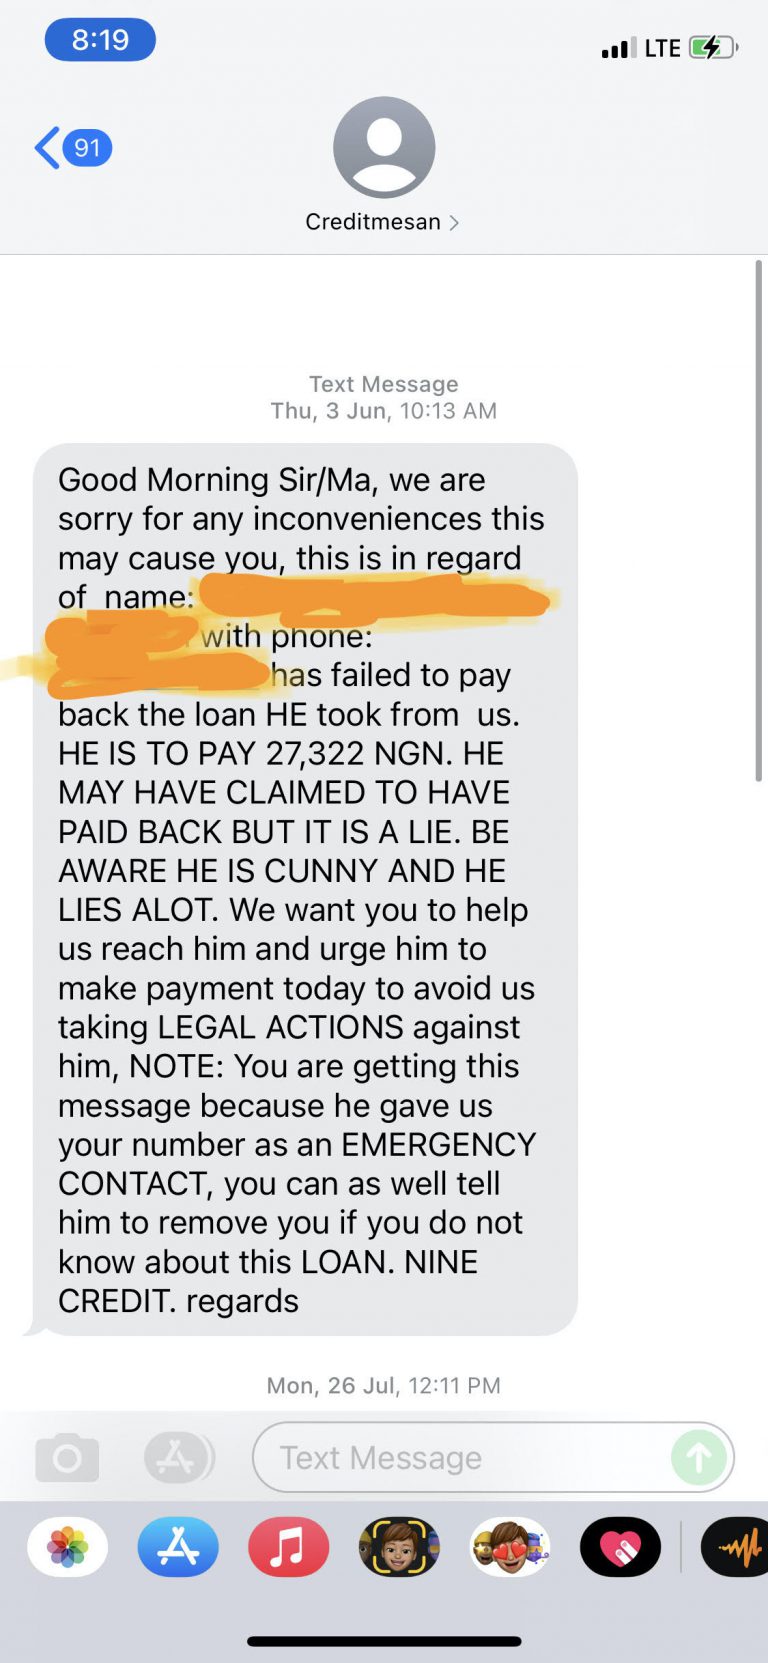 8:19
LTE
91
Creditmesan
Text Message
Thu, 3 Jun, 10:13 AM
Good Morning Sir/Ma, we are
sorry for any inconveniences this
may cause you, this is in regard
of  name:
with phone:
has failed to pay
back the loan HE took from  us.
HE IS TO PAY 27,322 NGN. HE
MAY HAVE CLAIMED TO HAVE
PAID BACK BUT IT IS A LIE. BE
AWARE HE IS CUNNY AND HE
LIES ALOT. We want you to help
us reach him and urge him to
make payment today to avoid us
taking LEGAL ACTIONS against
him, NOTE: You are getting this
message because he gave us
your number as an EMERGENCY
CONTACT, you can as well tell
him to remove you if you do not
know about this LOAN. NINE
CREDIT. regards
Mon, 26 Jul, 12:11 PM
Text Message